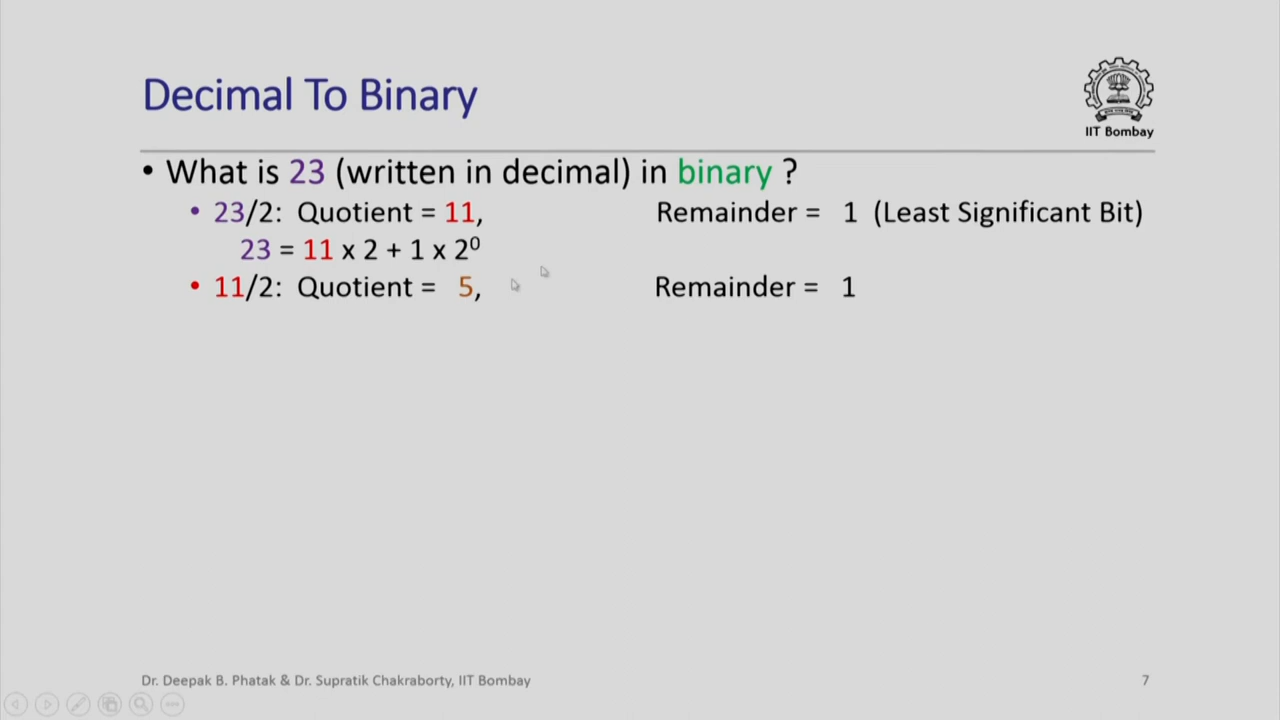 Decimal To Binary
IIT Bombay
• What is 23 (written in decimal) in binary ?
• 23/2: Quotient = 11, Remainder = 1 (Least Significant Bit)
23 = 11 x 2 + 1 x 2⁰
• 11/2: Quotient = 5, Remainder = 1
Dr. Deepak B. Phatak & Dr. Supratik Chakraborty, IIT Bombay 7